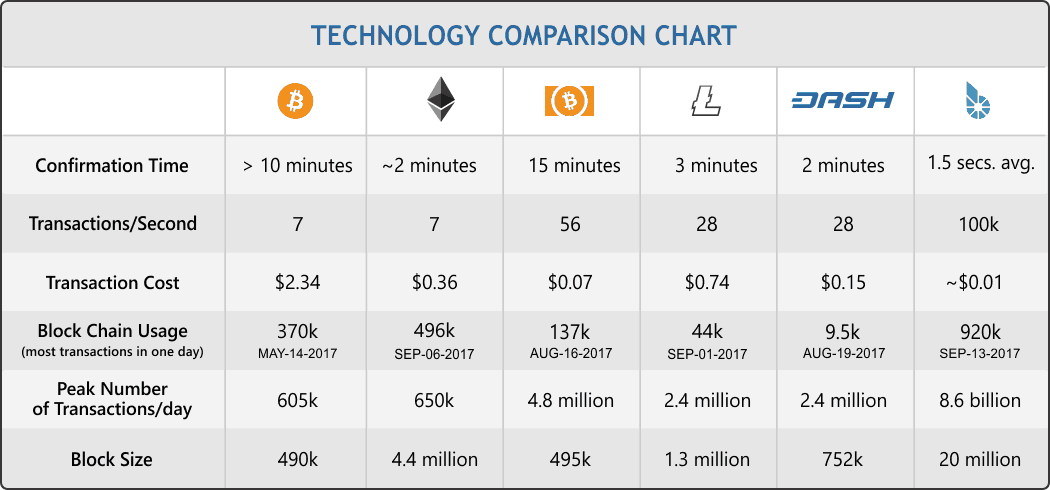 TECHNOLOGY COMPARISON CHART
DASH
Confirmation Time > 10 minutes ~2 minutes 15 minutes 3 minutes 2 minutes 1.5 secs. avg.
Transactions/Second 7 7 56 28 28 100k
Transaction Cost $2.34 $0.36 $0.07 $0.74 $0.15 ~$0.01
Block Chain Usage 370k 496k 137k 44k 9.5k 920k
(most transactions in one day) MAY-14-2017 SEP-06-2017 AUG-16-2017 SEP-01-2017 AUG-19-2017 SEP-13-2017
Peak Number
of Transactions/day 605k 650k 4.8 million 2.4 million 2.4 million 8.6 billion
Block Size 490k 4.4 million 495k 1.3 million 752k 20 million